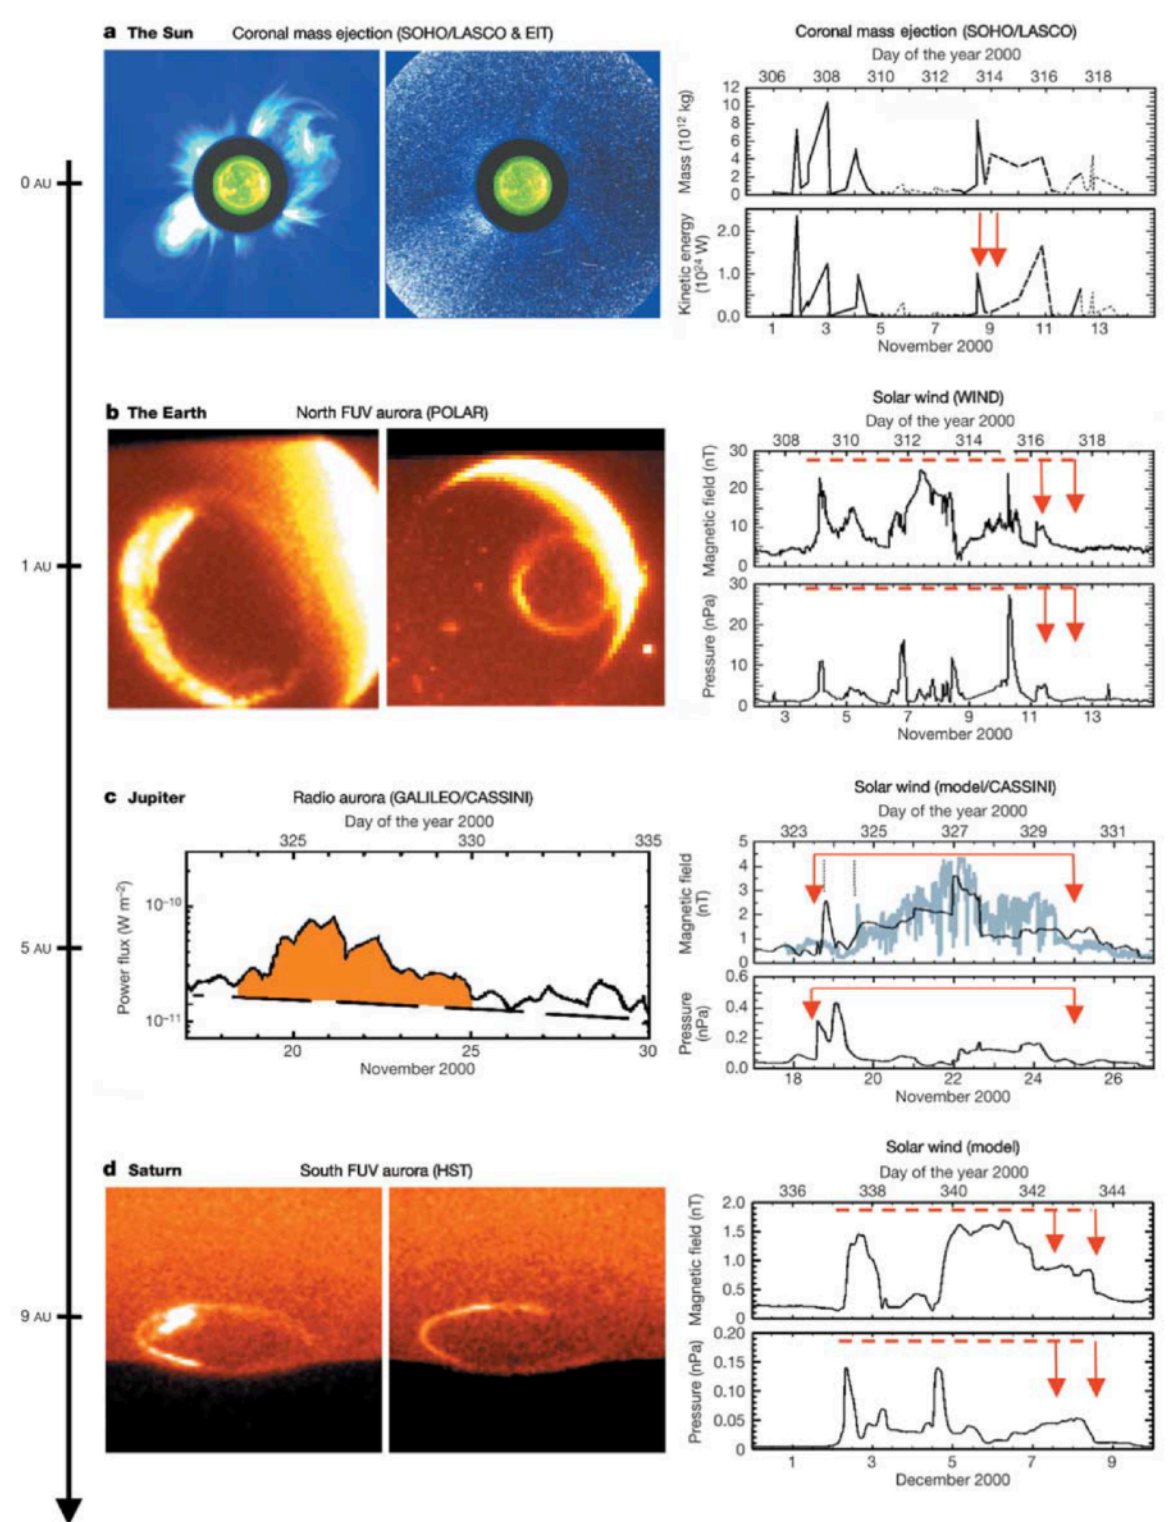 a The Sun Coronal mass ejection (SOHO/LASCO & EIT)
Coronal mass ejection (SOHO/LASCO)
Day of the year 2000
306 308 310 312 314 316 318
Mass (10¹² kg)
12
10
8
6
4
2
0
0 AU
Kinetic energy
(10²⁴ W)
2.0
1.0
0.0
1 3 5 7 9 11 13
November 2000
b The Earth North FUV aurora (POLAR)
Solar wind (WIND)
Day of the year 2000
308 310 312 314 316 318
Magnetic field (nT)
30
20
10
0
1 AU
Pressure (nPa)
30
20
10
0
3 5 7 9 11 13
November 2000
c Jupiter Radio aurora (GALILEO/CASSINI)
Day of the year 2000
325 330 335
Power flux (W m⁻²)
10⁻¹⁰
10⁻¹¹
20 25 30
November 2000
5 AU
Solar wind (model/CASSINI)
Day of the year 2000
323 325 327 329 331
Magnetic field
(nT)
5
4
3
2
1
0
Pressure
(nPa)
0.6
0.4
0.2
0.0
18 20 22 24 26
November 2000
d Saturn South FUV aurora (HST)
Solar wind (model)
Day of the year 2000
336 338 340 342 344
Magnetic field (nT)
2.0
1.5
1.0
0.5
0
9 AU
Pressure (nPa)
0.20
0.15
0.10
0.05
0
1 3 5 7 9
December 2000